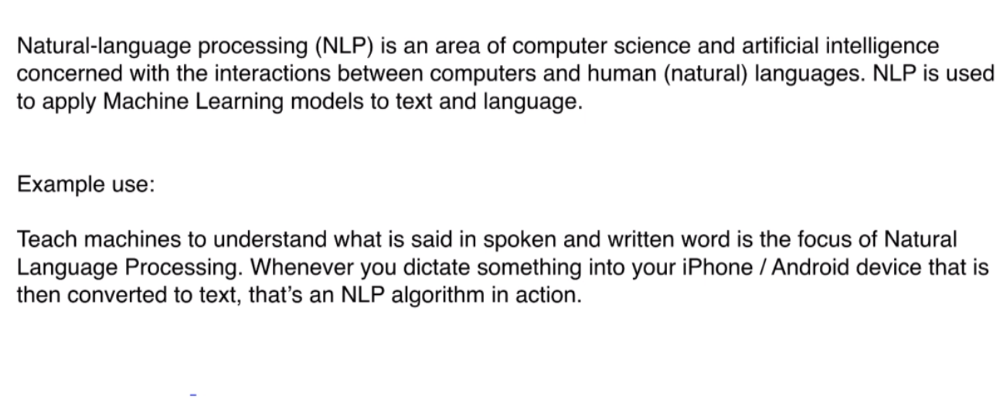 Natural-language processing (NLP) is an area of computer science and artificial intelligence
concerned with the interactions between computers and human (natural) languages. NLP is used
to apply Machine Learning models to text and language.
Example use:
Teach machines to understand what is said in spoken and written word is the focus of Natural
Language Processing. Whenever you dictate something into your iPhone / Android device that is
then converted to text, that’s an NLP algorithm in action.